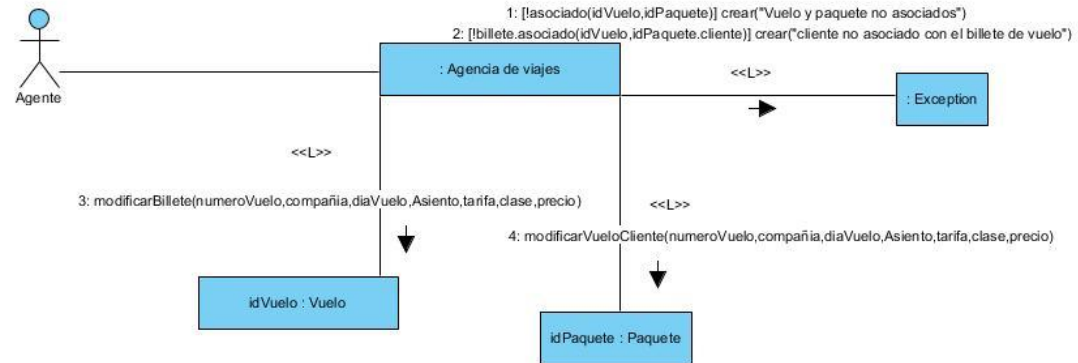 1: [!asociado(idVuelo,idPaquete)] crear("Vuelo y paquete no asociados")
2: [!billete.asociado(idVuelo,idPaquete.cliente)] crear("cliente no asociado con el billete de vuelo")
: Agencia de viajes
<<L>>
Agente
: Exception
<<L>>
3: modificarBillete(numeroVuelo,compañia,diaVuelo,Asiento,tarifa,clase,precio)
<<L>>
4: modificarVueloCliente(numeroVuelo,compañia,diaVuelo,Asiento,tarifa,clase,precio)
idVuelo : Vuelo
idPaquete : Paquete